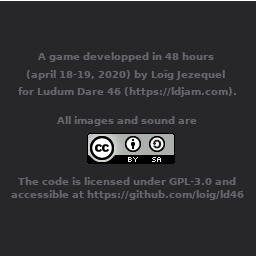 A game developped in 48 hours
(april 18-19, 2020) by Loïg Jezequel
for Ludum Dare 46 (https://ldjam.com).
All images and sound are
cc
BY SA
The code is licensed under GPL-3.0 and
accessible at https://github.com/loig/ld46